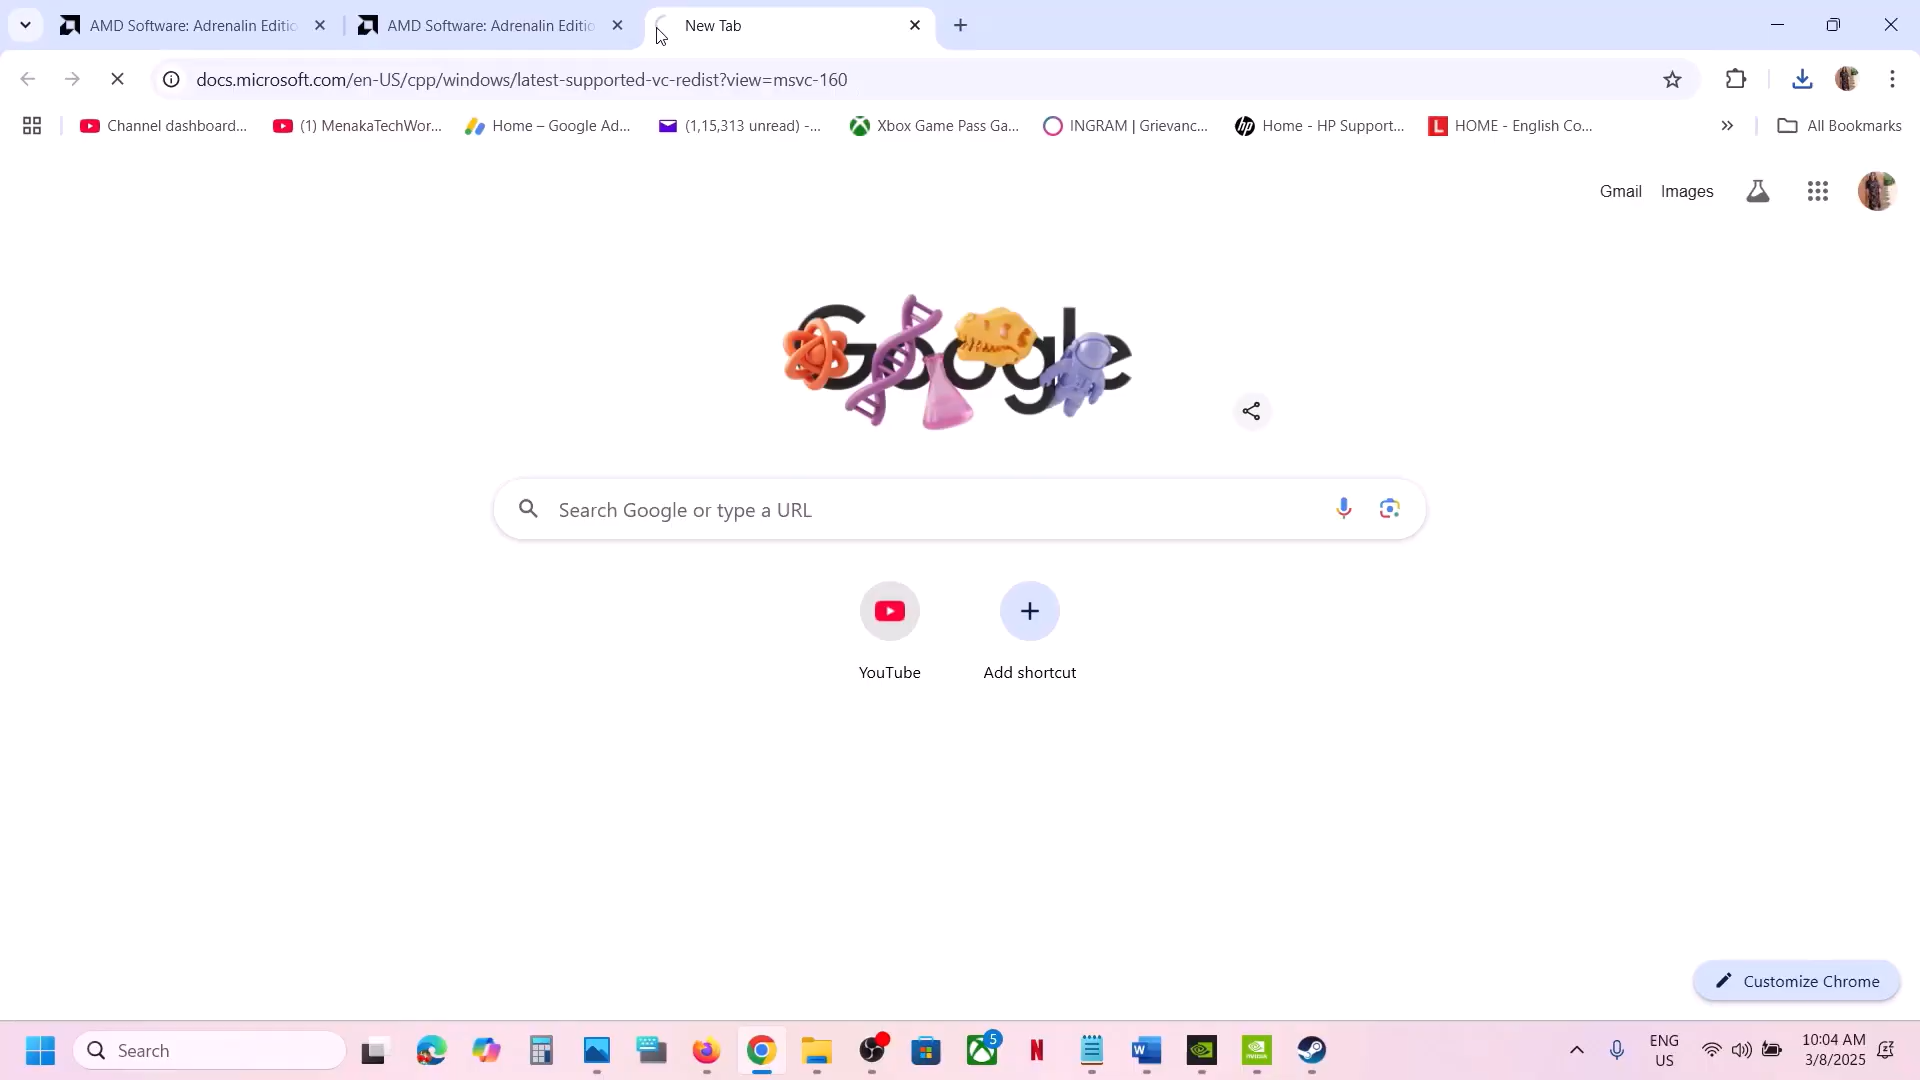 AMD Software: Adrenalin Editio
AMD Software: Adrenalin Editio
New Tab
docs.microsoft.com/en-US/cpp/windows/latest-supported-vc-redist?view=msvc-160
Channel dashboard...
(1) MenakaTechWor...
Home – Google Ad...
(1,15,313 unread) -...
Xbox Game Pass Ga...
INGRAM | Grievanc...
Home - HP Support...
HOME - English Co...
All Bookmarks
Gmail
Images
Google
Search Google or type a URL
YouTube
Add shortcut
Customize Chrome
Search
5
ENG
US
10:04 AM
3/8/2025